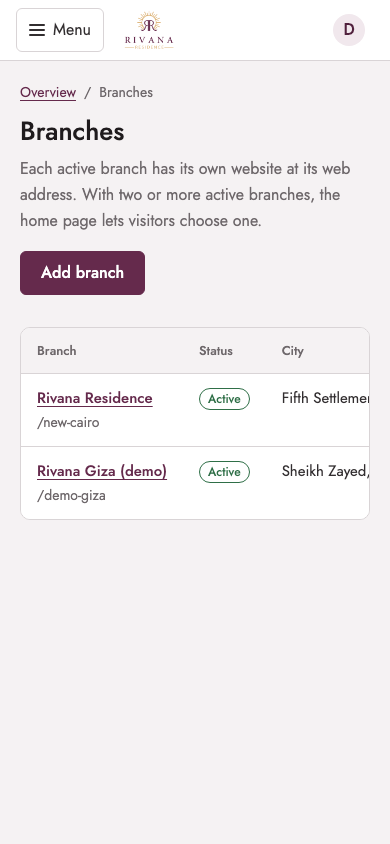 Menu
RIVANA
RESIDENCE
D
Overview / Branches
Branches
Each active branch has its own website at its web
address. With two or more active branches, the
home page lets visitors choose one.
Add branch
Branch Status City
Rivana Residence Active Fifth Settlemen
/new-cairo
Rivana Giza (demo) Active Sheikh Zayed,
/demo-giza